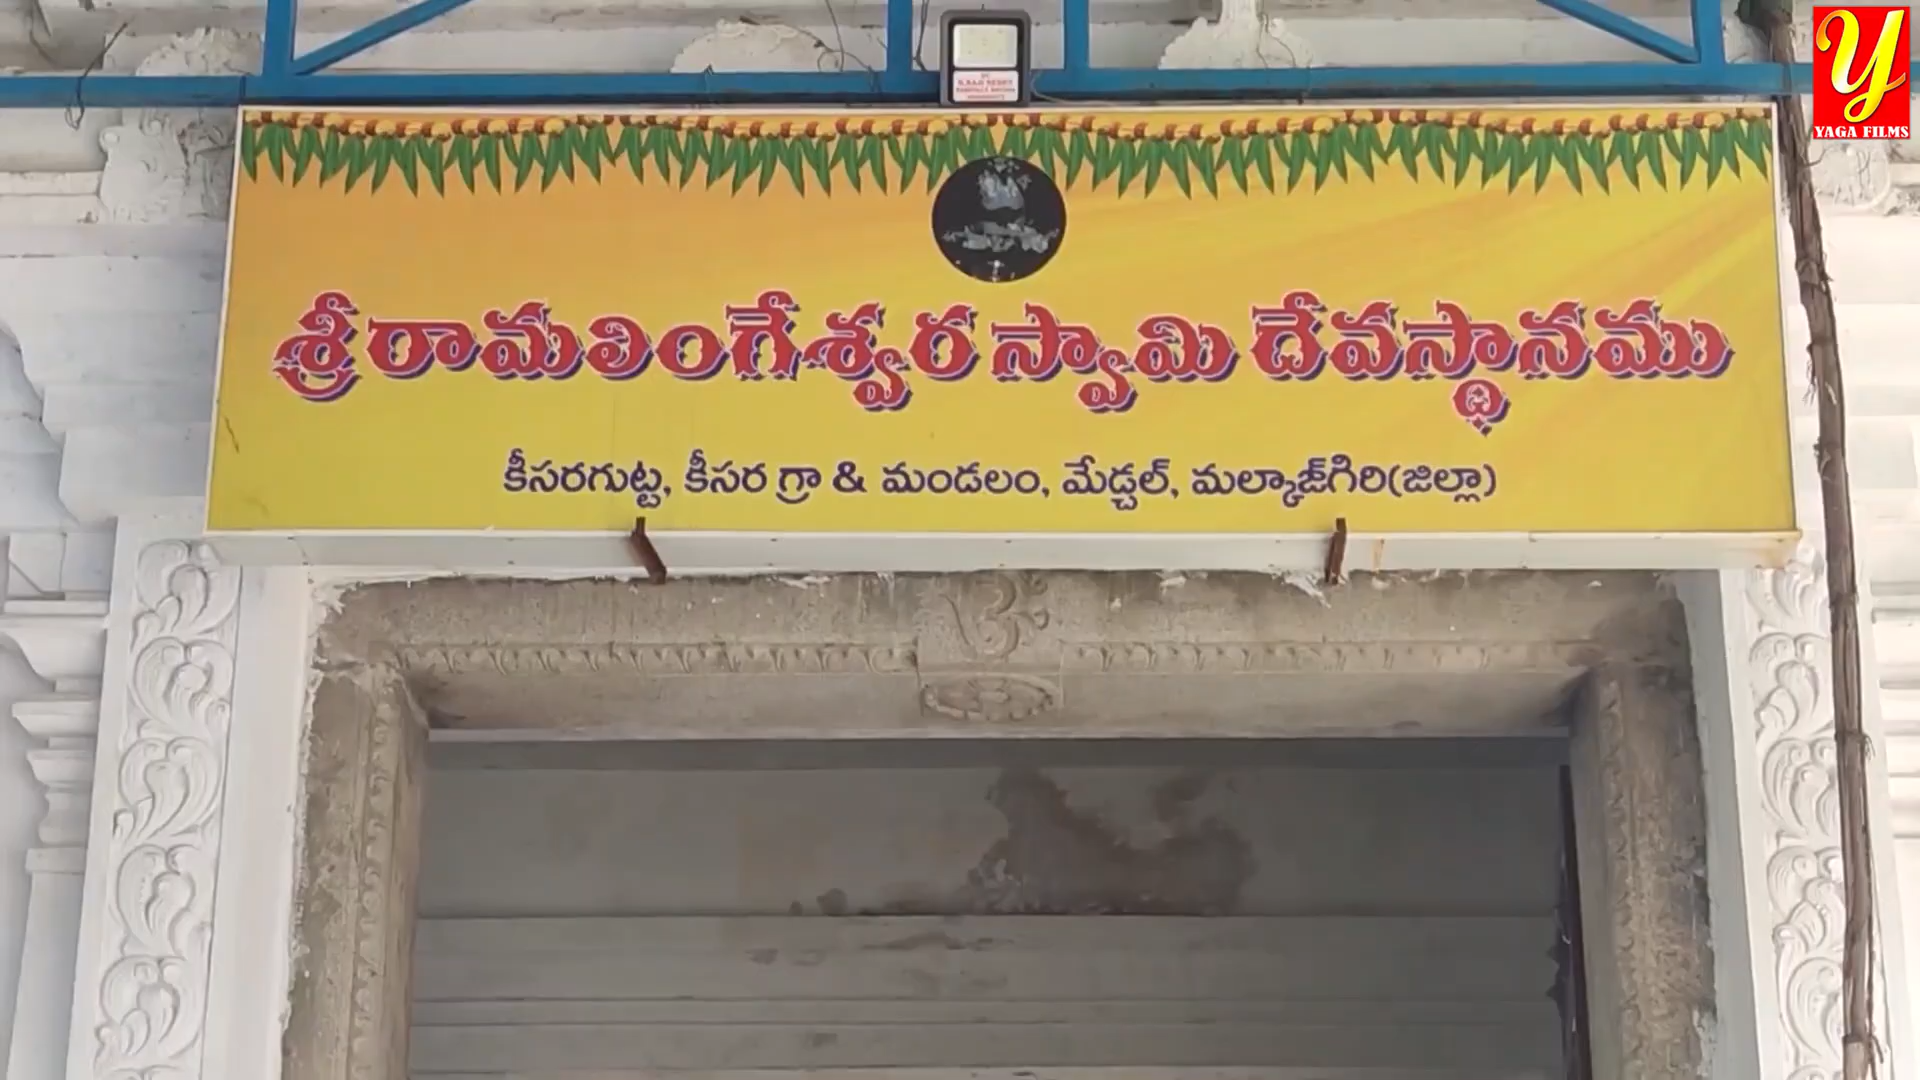 Y
YAGA FILMS
శ్రీ రామలింగేశ్వర స్వామి దేవస్థానము
కీసరగుట్ట, కీసర గ్రా & మండలం, మేడ్చల్, మల్కాజ్‌గిరి(జిల్లా)